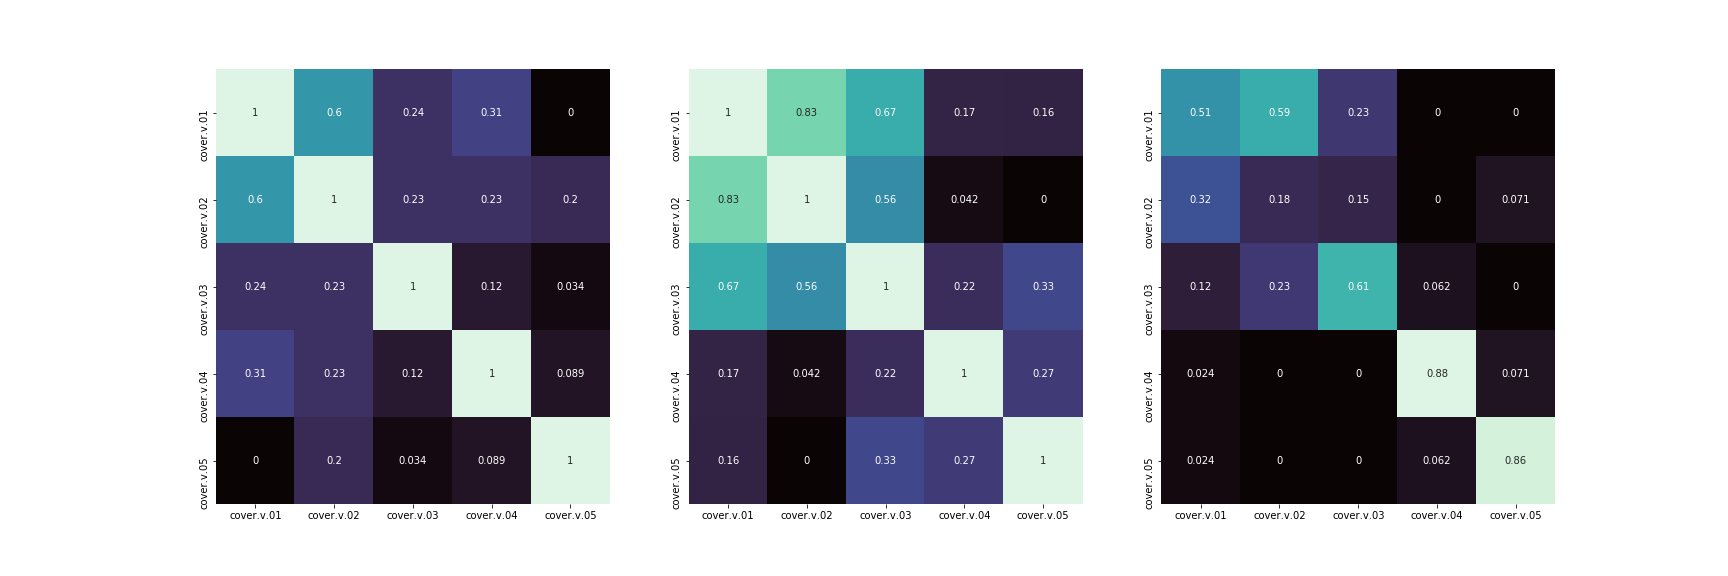 cover.v.01 1 0.6 0.24 0.31 0
cover.v.02 0.6 1 0.23 0.23 0.2
cover.v.03 0.24 0.23 1 0.12 0.034
cover.v.04 0.31 0.23 0.12 1 0.089
cover.v.05 0 0.2 0.034 0.089 1
cover.v.01 cover.v.02 cover.v.03 cover.v.04 cover.v.05
cover.v.01 1 0.83 0.67 0.17 0.16
cover.v.02 0.83 1 0.56 0.042 0
cover.v.03 0.67 0.56 1 0.22 0.33
cover.v.04 0.17 0.042 0.22 1 0.27
cover.v.05 0.16 0 0.33 0.27 1
cover.v.01 cover.v.02 cover.v.03 cover.v.04 cover.v.05
cover.v.01 0.51 0.59 0.23 0 0
cover.v.02 0.32 0.18 0.15 0 0.071
cover.v.03 0.12 0.23 0.61 0.062 0
cover.v.04 0.024 0 0 0.88 0.071
cover.v.05 0.024 0 0 0.062 0.86
cover.v.01 cover.v.02 cover.v.03 cover.v.04 cover.v.05